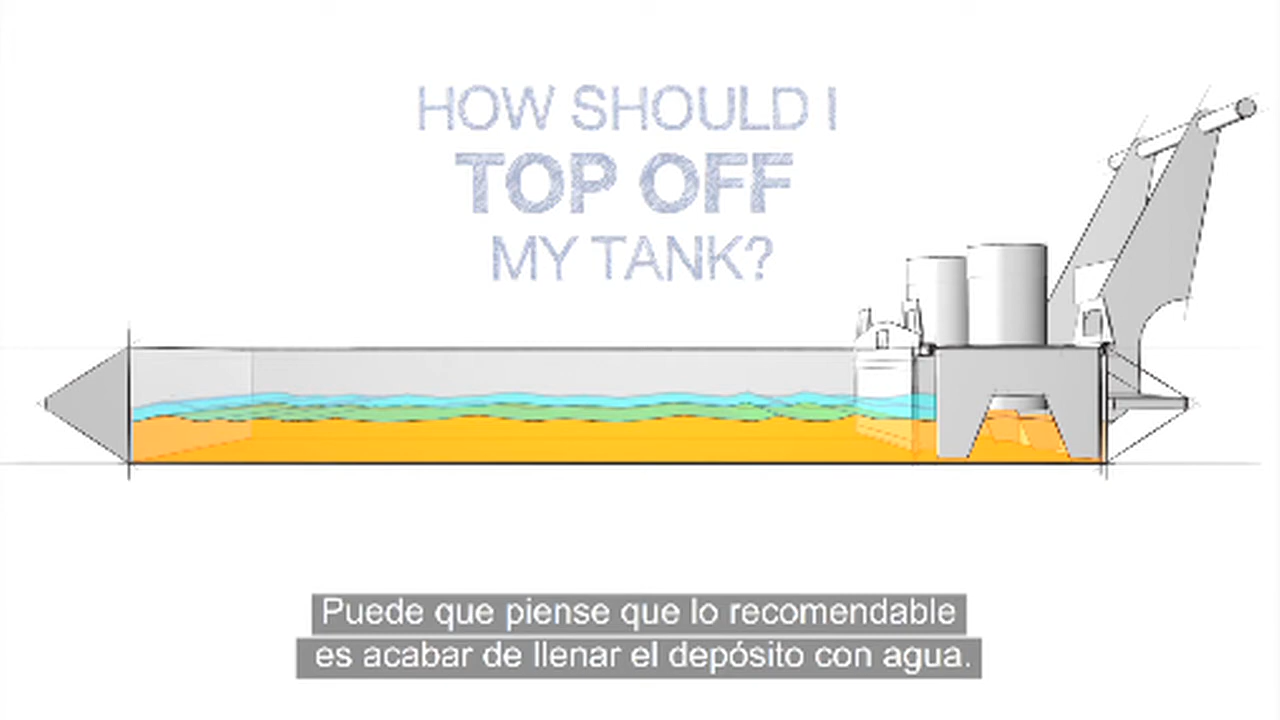 HOW SHOULD I
TOP OFF
MY TANK?
Puede que piense que lo recomendable
es acabar de llenar el depósito con agua.